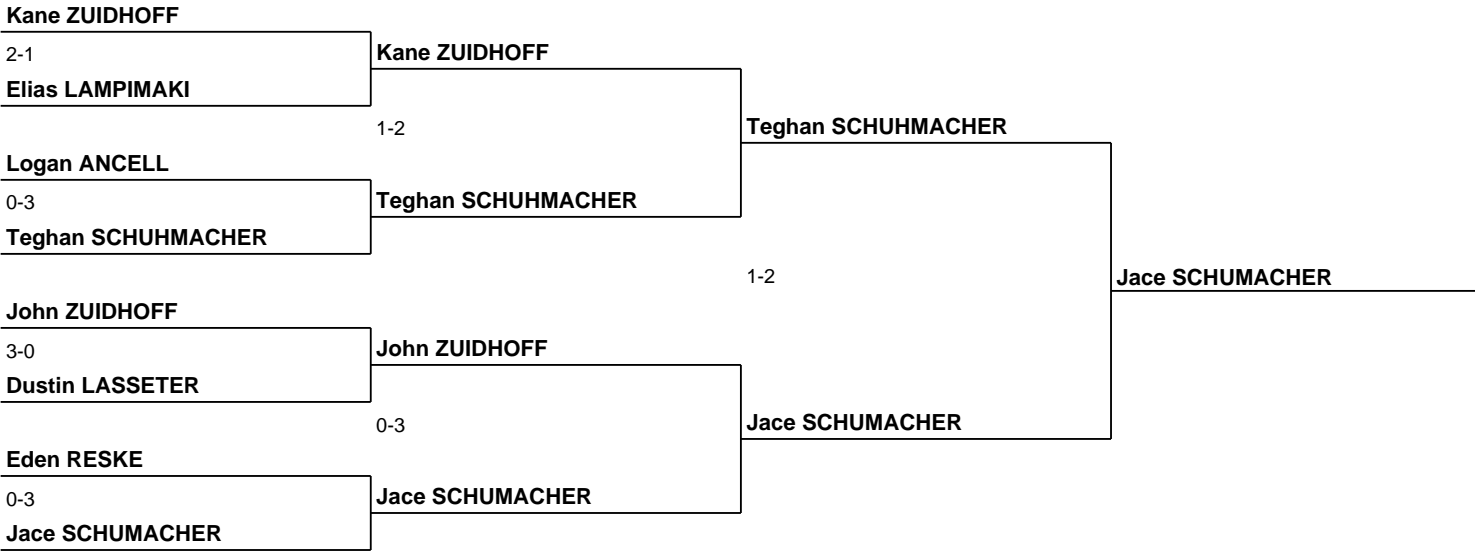 Kane ZUIDHOFF
2-1
Elias LAMPIMAKI
Logan ANCELL
0-3
Teghan SCHUHMACHER
John ZUIDHOFF
3-0
Dustin LASSETER
Eden RESKE
0-3
Jace SCHUMACHER
Kane ZUIDHOFF
1-2
Teghan SCHUHMACHER
John ZUIDHOFF
0-3
Jace SCHUMACHER
Teghan SCHUHMACHER
1-2
Jace SCHUMACHER
Jace SCHUMACHER